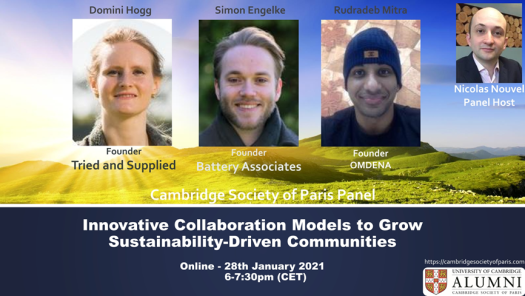 Domini Hogg
Simon Engelke
Rudradeb Mitra
Nicolas Nouvel
Panel Host
Founder
Tried and Supplied
Founder
Battery Associates
Founder
OMDENA
Cambridge Society of Paris Panel
Innovative Collaboration Models to Grow
Sustainability-Driven Communities
Online - 28th January 2021
6-7:30pm (CET)
https://cambridgesocietyofparis.com
UNIVERSITY OF CAMBRIDGE
ALUMNI
CAMBRIDGE SOCIETY OF PARIS